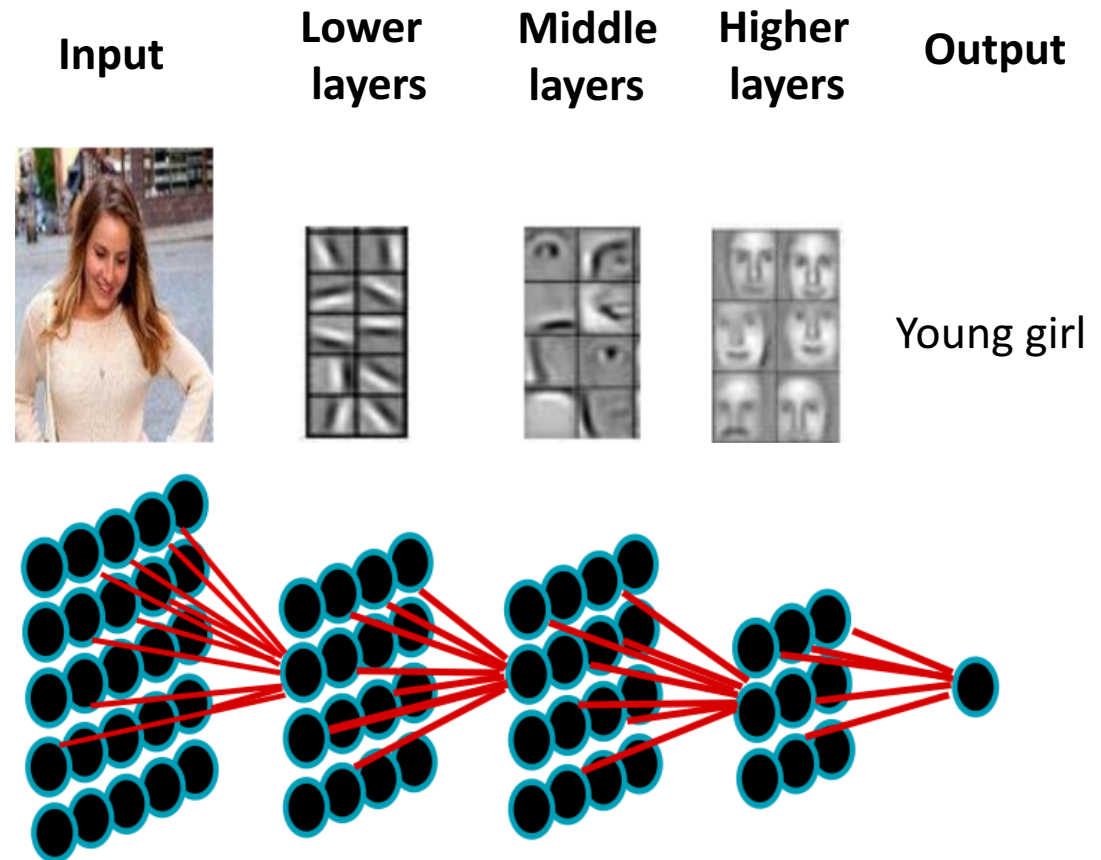 Input
Lower
layers
Middle
layers
Higher
layers
Output
Young girl